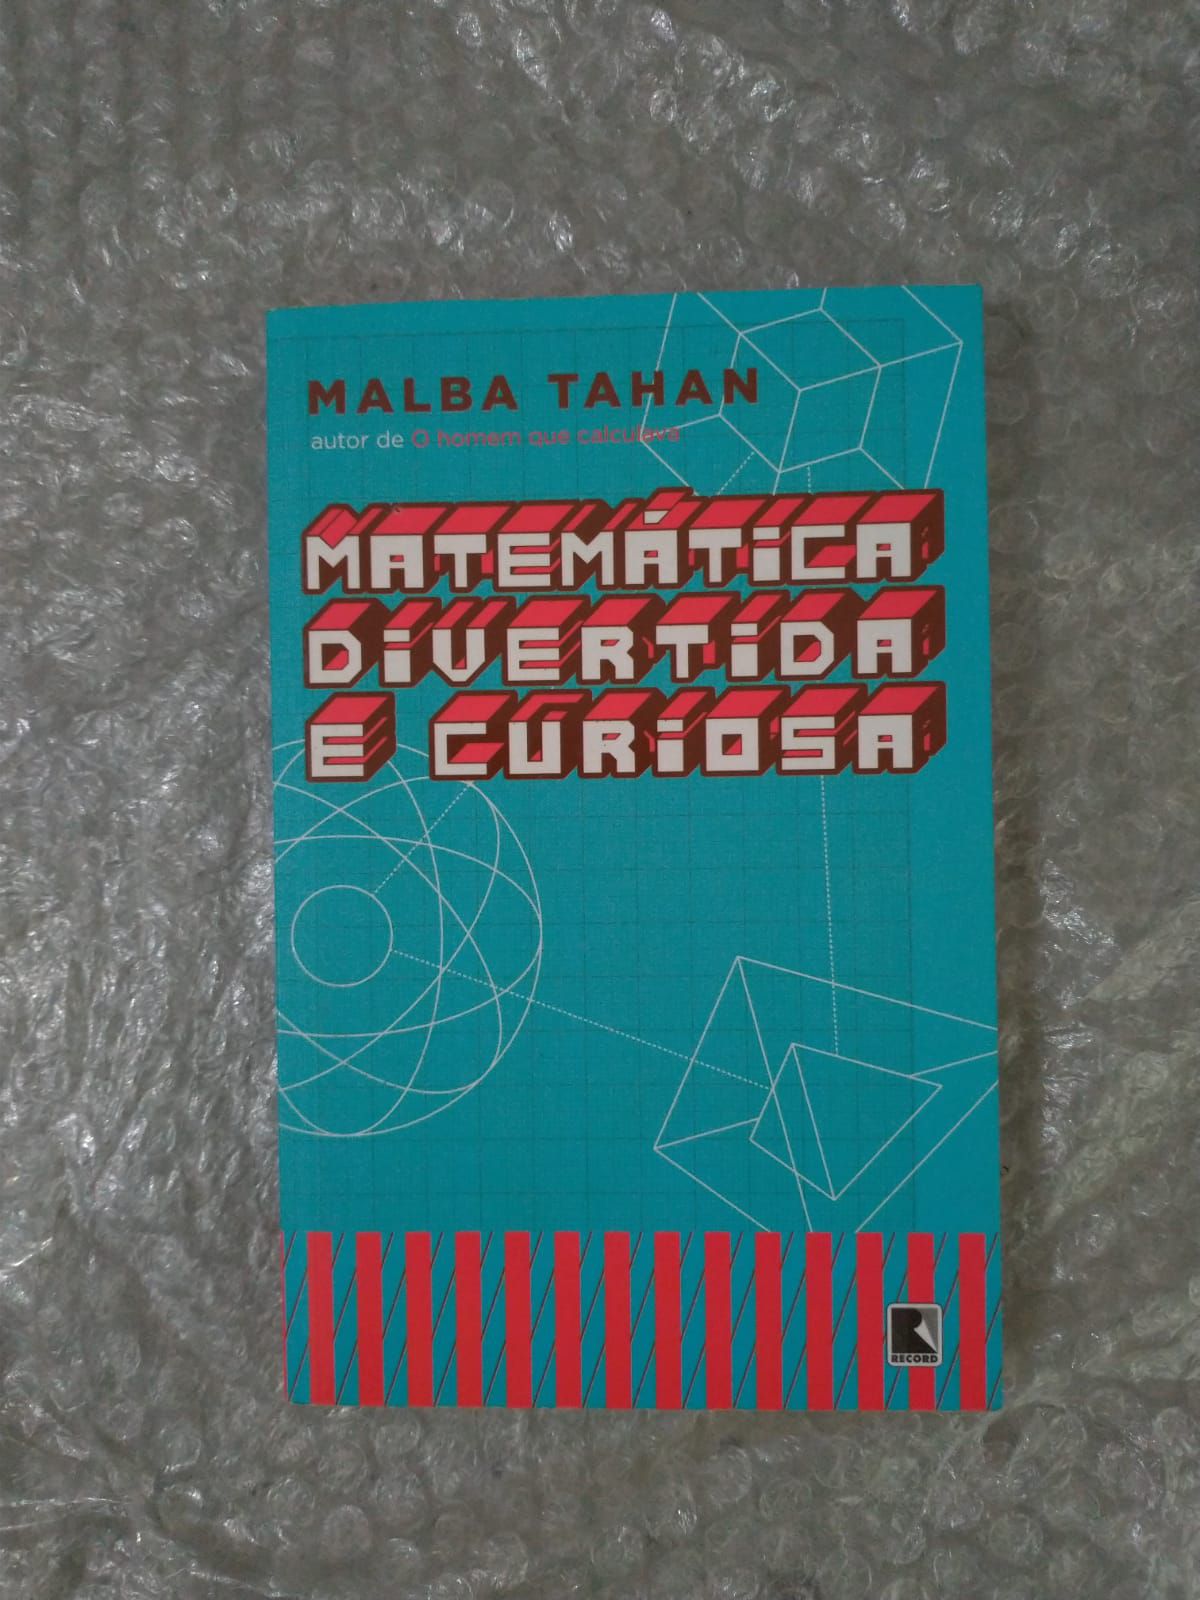 MALBA TAHAN
autor de O homem que calculava
MATEMÁTICA
DIVERTIDA
E CURIOSA
R
RECORD